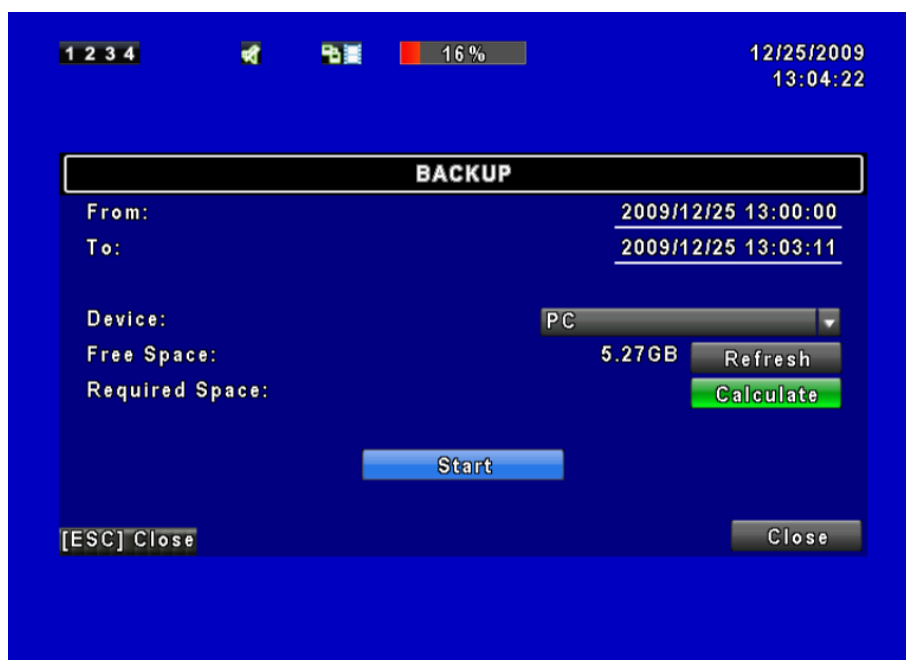 1 2 3 4 16% 12/25/2009
13:04:22
BACKUP
From: 2009/12/25 13:00:00
To: 2009/12/25 13:03:11
Device: PC
Free Space: 5.27GB Refresh
Required Space: Calculate
Start
[ESC] Close Close